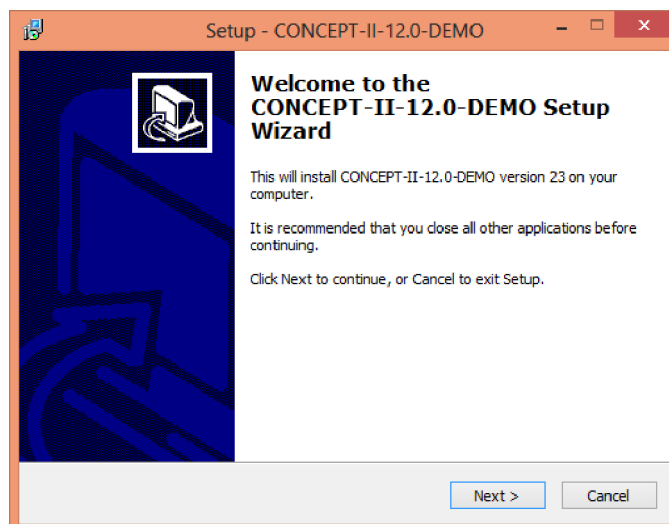 Setup - CONCEPT-II-12.0-DEMO
Welcome to the
CONCEPT-II-12.0-DEMO Setup
Wizard
This will install CONCEPT-II-12.0-DEMO version 23 on your
computer.
It is recommended that you close all other applications before
continuing.
Click Next to continue, or Cancel to exit Setup.
Next >
Cancel